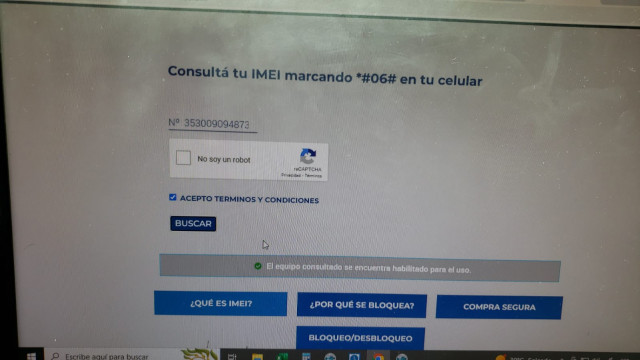 Consultá tu IMEI marcando *#06# en tu celular
Nº 353009094873
No soy un robot
reCAPTCHA
Privacidad - Términos
ACEPTO TERMINOS Y CONDICIONES
BUSCAR
El equipo consultado se encuentra habilitado para el uso.
¿QUÉ ES IMEI?
¿POR QUÉ SE BLOQUEA?
COMPRA SEGURA
BLOQUEO/DESBLOQUEO
Escribe aquí para buscar